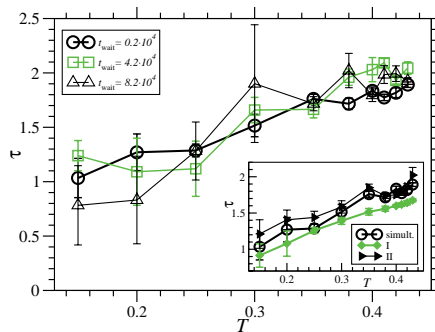 2.5
t_wait = 0.2·10^4
t_wait = 4.2·10^4
t_wait = 8.2·10^4
2
1.5
τ
1
0.5
0
0.2
0.3
0.4
T
2
τ
1.5
1
simult.
I
II
0.2
0.3
T
0.4